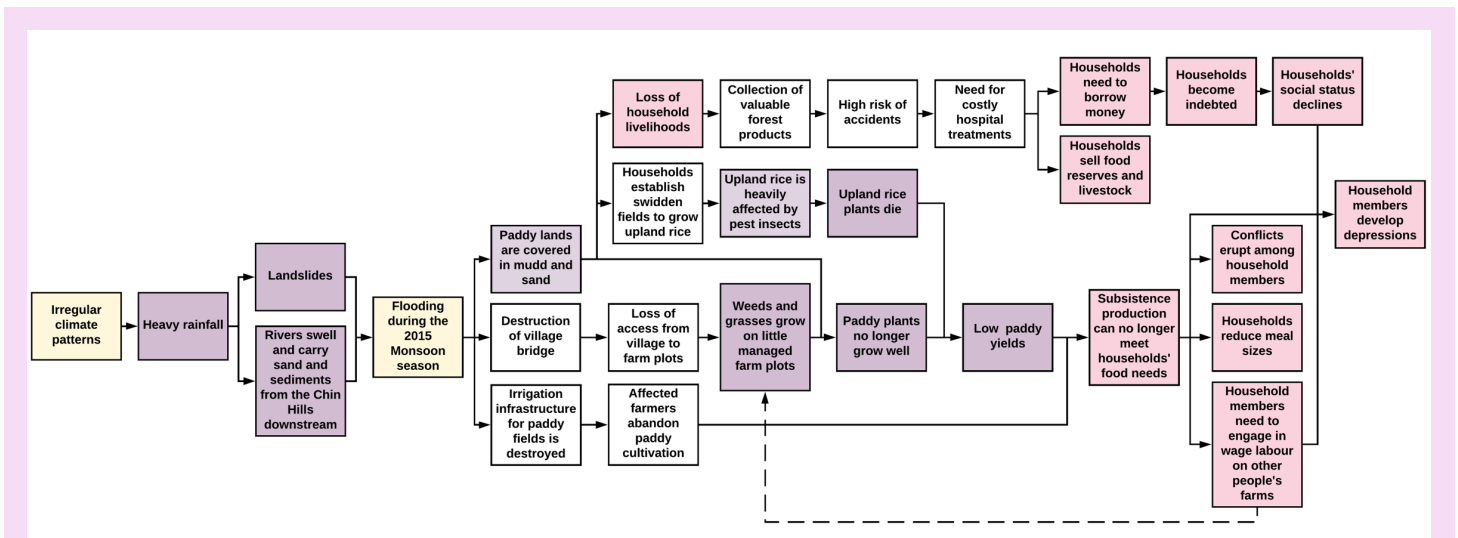 Irregular
climate
patterns
Heavy rainfall
Landslides
Rivers swell
and carry
sand and
sediments
from the Chin
Hills
downstream
Flooding
during the
2015
Monsoon
season
Paddy lands
are covered
in mudd and
sand
Destruction
of village
bridge
Irrigation
infrastructure
for paddy
fields is
destroyed
Loss of
household
livelihoods
Households
establish
swidden
fields to grow
upland rice
Loss of
access from
village to
farm plots
Affected
farmers
abandon
paddy
cultivation
Collection of
valuable
forest
products
Upland rice is
heavily
affected by
pest insects
Weeds and
grasses grow
on little
managed
farm plots
High risk of
accidents
Upland rice
plants die
Paddy plants
no longer
grow well
Need for
costly
hospital
treatments
Low paddy
yields
Households
need to
borrow
money
Households
sell food
reserves and
livestock
Subsistence
production
can no longer
meet
households'
food needs
Households
become
indebted
Households'
social status
declines
Conflicts
erupt among
household
members
Households
reduce meal
sizes
Household
members
need to
engage in
wage labour
on other
people's
farms
Household
members
develop
depressions